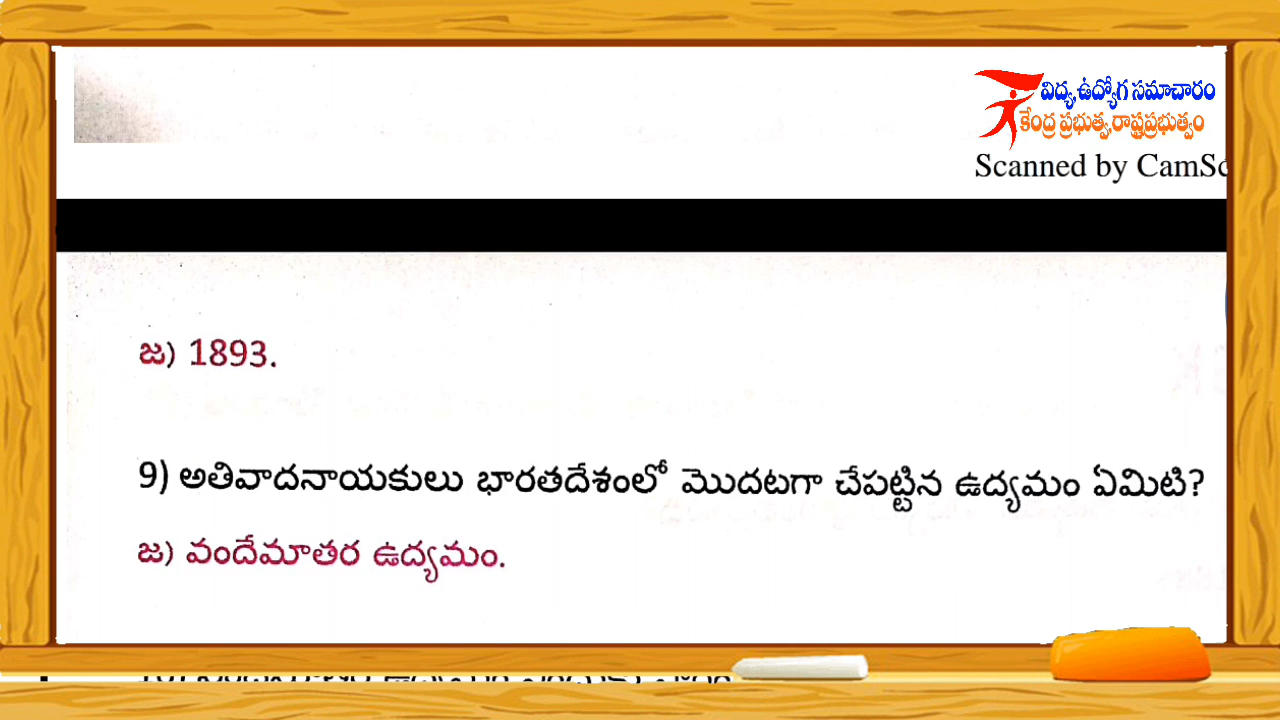 విద్య,ఉద్యోగ సమాచారం
కేంద్ర ప్రభుత్వ,రాష్ట్రప్రభుత్వం
Scanned by CamSc
జ) 1893.
9) అతివాదనాయకులు భారతదేశంలో మొదటగా చేపట్టిన ఉద్యమం ఏమిటి?
జ) వందేమాతర ఉద్యమం.